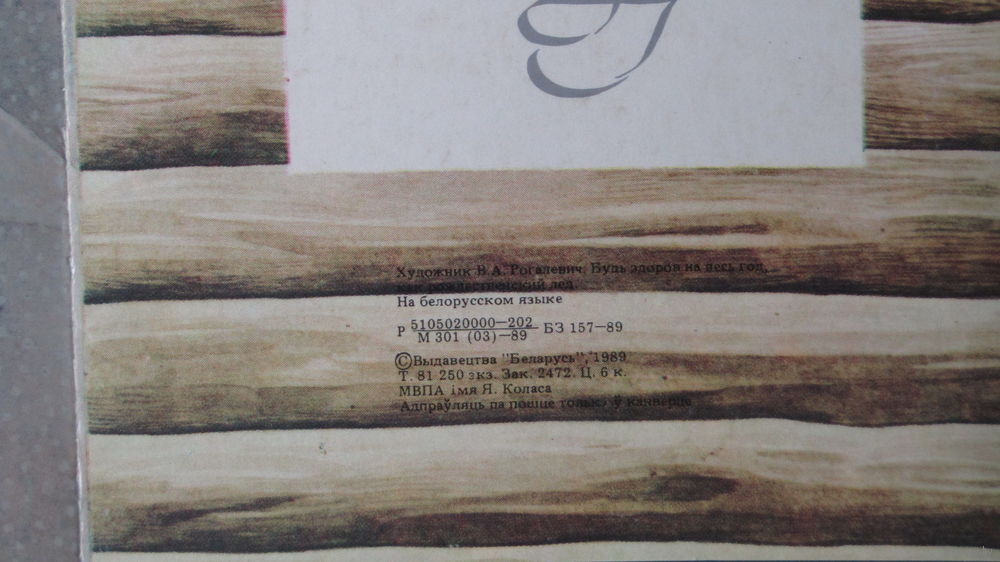 Художник В.А. Рогалевич. Будь здоров на весь год,
как рождественский лед.
На белорусском языке
Р 5105020000—202
М 301 (03)—89 БЗ 157—89
© Выдавецтва "Беларусь", 1989
Т. 81 250 экз. Зак. 2472. Ц. 6 к.
МВПА імя Я. Коласа
Адпраўляць па пошце толькі ў канверце